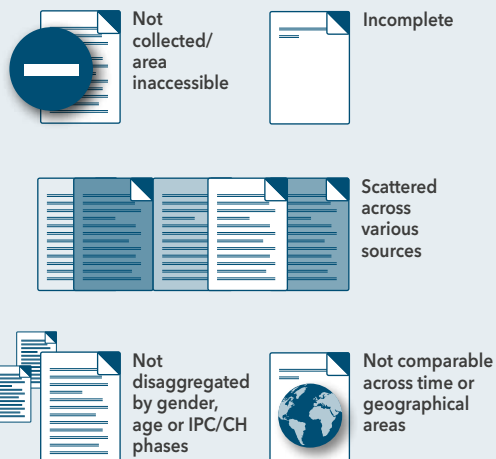 Not
collected/
area
inaccessible
Incomplete
Scattered
across
various
sources
Not
disaggregated
by gender,
age or IPC/CH
phases
Not comparable
across time or
geographical
areas